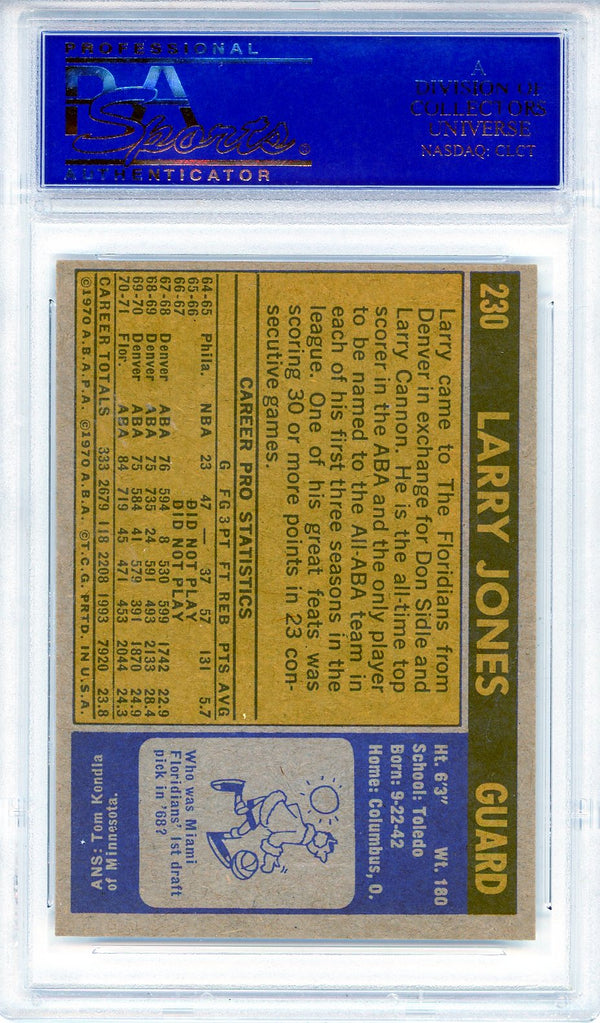 PROFESSIONAL
PSA
Sports®
AUTHENTICATOR
A
DIVISION OF
COLLECTORS
UNIVERSE
NASDAQ: CLCT
230 LARRY JONES GUARD
Larry came to The Floridians from
Denver in exchange for Don Sidle and
Larry Cannon. He is the all-time top
scorer in the ABA and the only player
to be named to the All-ABA team in
each of his first three seasons in the
league. One of his great feats was
scoring 30 or more points in 23 con-
secutive games.
CAREER PRO STATISTICS
G FG 3PT FT REB PTS AVG
64-65 Phila. NBA 23 47 — 37 57 131 5.7
65-66 DID NOT PLAY
66-67 DID NOT PLAY
67-68 Denver ABA 76 594 8 530 599 1742 22.9
68-69 Denver ABA 75 735 24 591 493 2133 28.4
69-70 Denver ABA 75 584 41 579 391 1870 24.9
70-71 Flor. ABA 84 719 45 471 453 2044 24.3
CAREER TOTALS 333 2679 118 2208 1993 7920 23.8
©1970 A.B.A.P.A. ©1970 A.B.A. ©T.C.G. PRTD. IN U.S.A.
Ht. 6'3" Wt. 180
School: Toledo
Born: 9-22-42
Home: Columbus, O.
Who was Miami
Floridians' 1st draft
pick in '68?
ANS: Tom Kondla
of Minnesota.